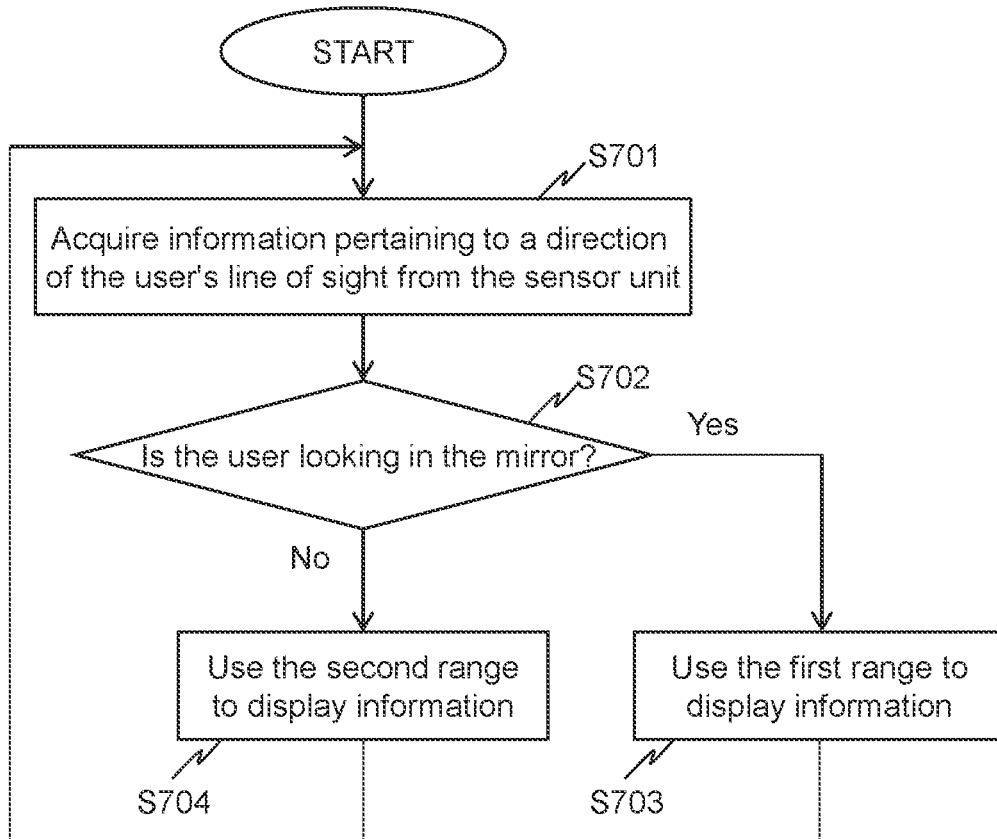 START
S701
Acquire information pertaining to a direction
of the user's line of sight from the sensor unit
S702
Is the user looking in the mirror?
Yes
No
Use the second range
to display information
Use the first range to
display information
S704
S703